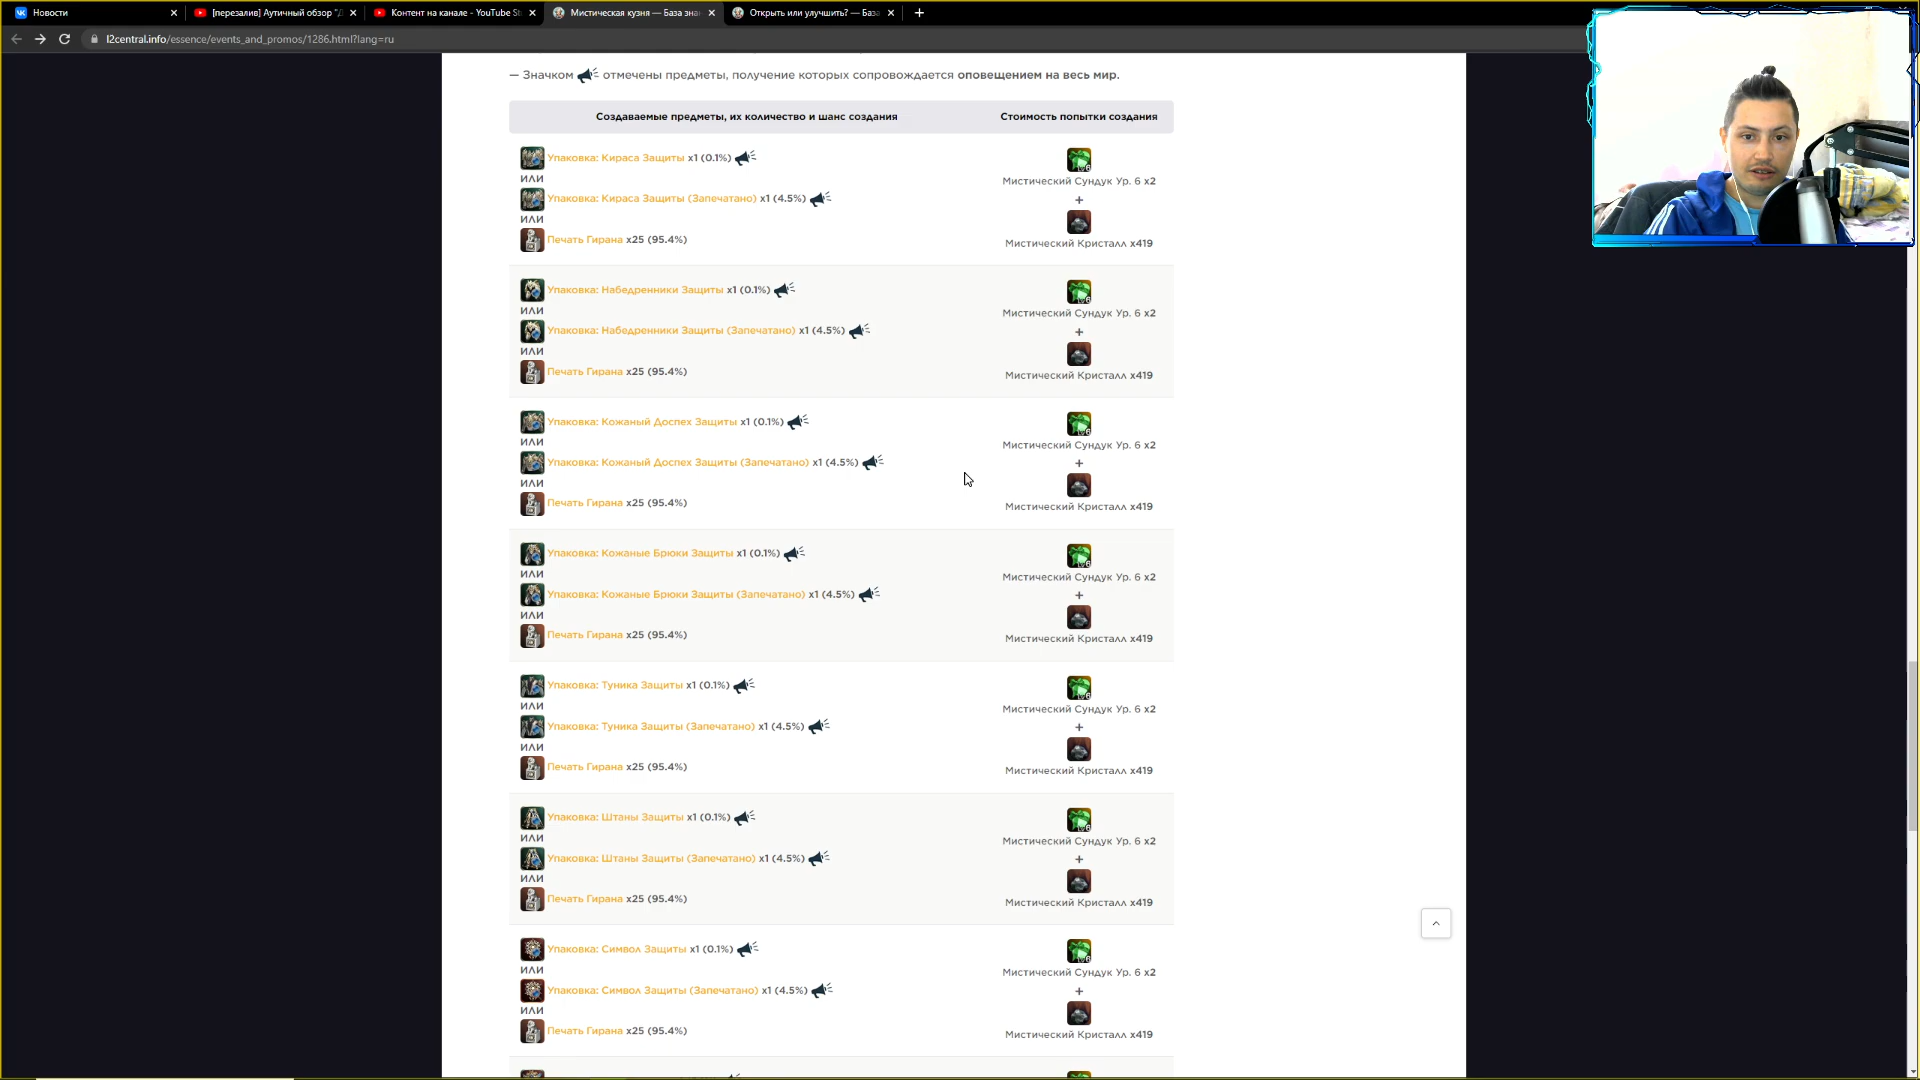 Новости
[перезалив] Аутичный обзор "Д
Контент на канале - YouTube St
Мистическая кузня — База зна
Открыть или улучшить? — База
l2central.info/essence/events_and_promos/1286.html?lang=ru
— Значком отмечены предметы, получение которых сопровождается оповещением на весь мир.
Создаваемые предметы, их количество и шанс создания
Стоимость попытки создания
Упаковка: Кираса Защиты x1 (0.1%)
или
Упаковка: Кираса Защиты (Запечатано) x1 (4.5%)
или
Печать Гирана x25 (95.4%)
Мистический Сундук Ур. 6 x2
+
Мистический Кристалл x419
Упаковка: Набедренники Защиты x1 (0.1%)
или
Упаковка: Набедренники Защиты (Запечатано) x1 (4.5%)
или
Печать Гирана x25 (95.4%)
Мистический Сундук Ур. 6 x2
+
Мистический Кристалл x419
Упаковка: Кожаный Доспех Защиты x1 (0.1%)
или
Упаковка: Кожаный Доспех Защиты (Запечатано) x1 (4.5%)
или
Печать Гирана x25 (95.4%)
Мистический Сундук Ур. 6 x2
+
Мистический Кристалл x419
Упаковка: Кожаные Брюки Защиты x1 (0.1%)
или
Упаковка: Кожаные Брюки Защиты (Запечатано) x1 (4.5%)
или
Печать Гирана x25 (95.4%)
Мистический Сундук Ур. 6 x2
+
Мистический Кристалл x419
Упаковка: Туника Защиты x1 (0.1%)
или
Упаковка: Туника Защиты (Запечатано) x1 (4.5%)
или
Печать Гирана x25 (95.4%)
Мистический Сундук Ур. 6 x2
+
Мистический Кристалл x419
Упаковка: Штаны Защиты x1 (0.1%)
или
Упаковка: Штаны Защиты (Запечатано) x1 (4.5%)
или
Печать Гирана x25 (95.4%)
Мистический Сундук Ур. 6 x2
+
Мистический Кристалл x419
Упаковка: Символ Защиты x1 (0.1%)
или
Упаковка: Символ Защиты (Запечатано) x1 (4.5%)
или
Печать Гирана x25 (95.4%)
Мистический Сундук Ур. 6 x2
+
Мистический Кристалл x419